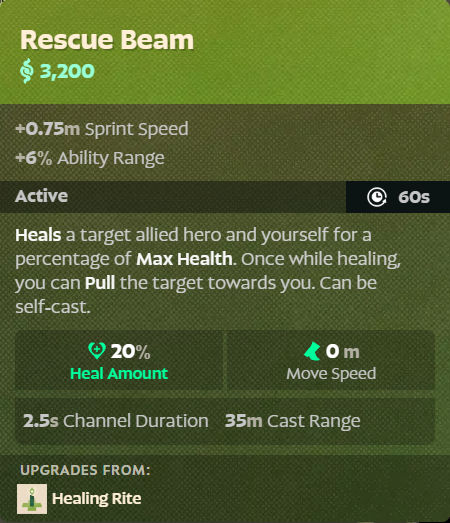 Rescue Beam
3,200
+0.75m Sprint Speed
+6% Ability Range
Active 60s
Heals a target allied hero and yourself for a
percentage of Max Health. Once while healing,
you can Pull the target towards you. Can be
self-cast.
20% 0 m
Heal Amount Move Speed
2.5s Channel Duration 35m Cast Range
UPGRADES FROM:
Healing Rite